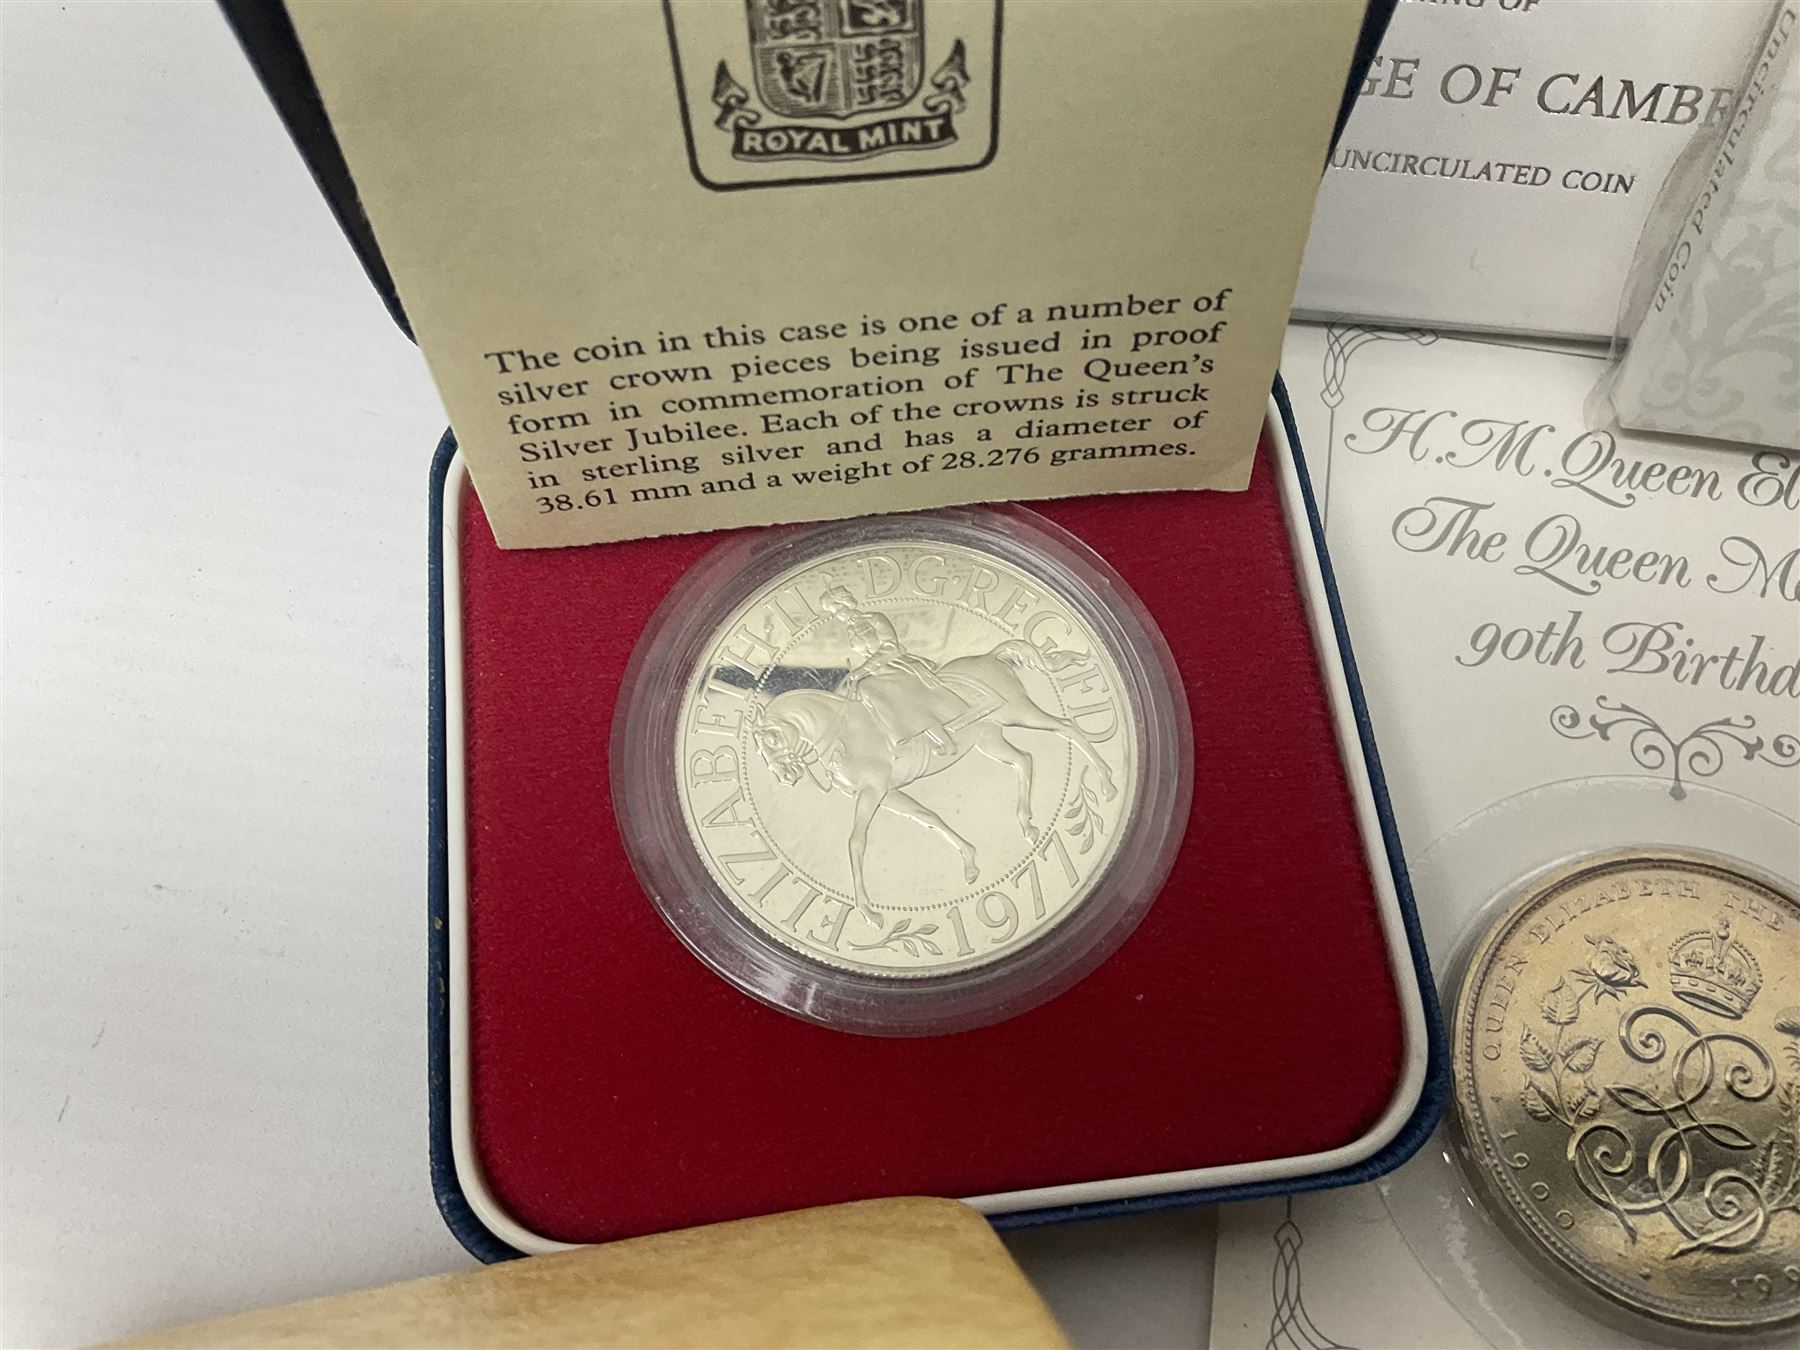 ROYAL MINT
The coin in this case is one of a number of
silver crown pieces being issued in proof
form in commemoration of The Queen's
Silver Jubilee. Each of the crowns is struck
in sterling silver and has a diameter of
38.61 mm and a weight of 28.276 grammes.
ELIZABETH·II D·G·REG F·D 1977
OF
GE OF CAMBR
UNCIRCULATED COIN
Uncirculated Coin
H.M.Queen El
The Queen M
90th Birthd
QUEEN ELIZABETH THE
1900